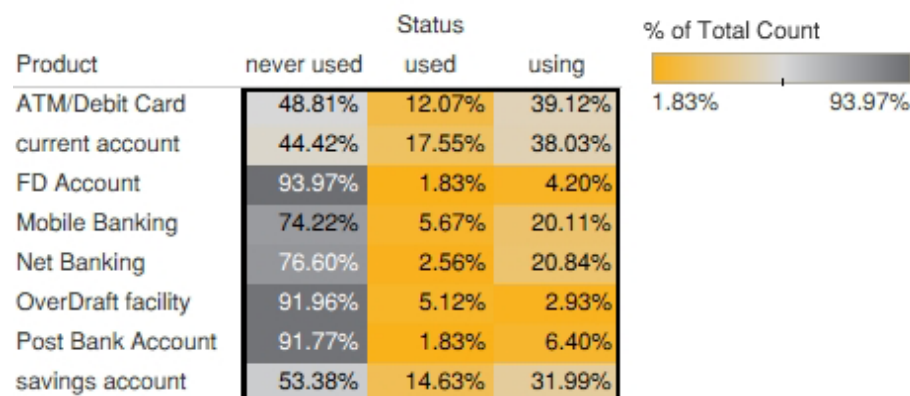 Status
% of Total Count
Product never used used using
1.83% 93.97%
ATM/Debit Card 48.81% 12.07% 39.12%
current account 44.42% 17.55% 38.03%
FD Account 93.97% 1.83% 4.20%
Mobile Banking 74.22% 5.67% 20.11%
Net Banking 76.60% 2.56% 20.84%
OverDraft facility 91.96% 5.12% 2.93%
Post Bank Account 91.77% 1.83% 6.40%
savings account 53.38% 14.63% 31.99%